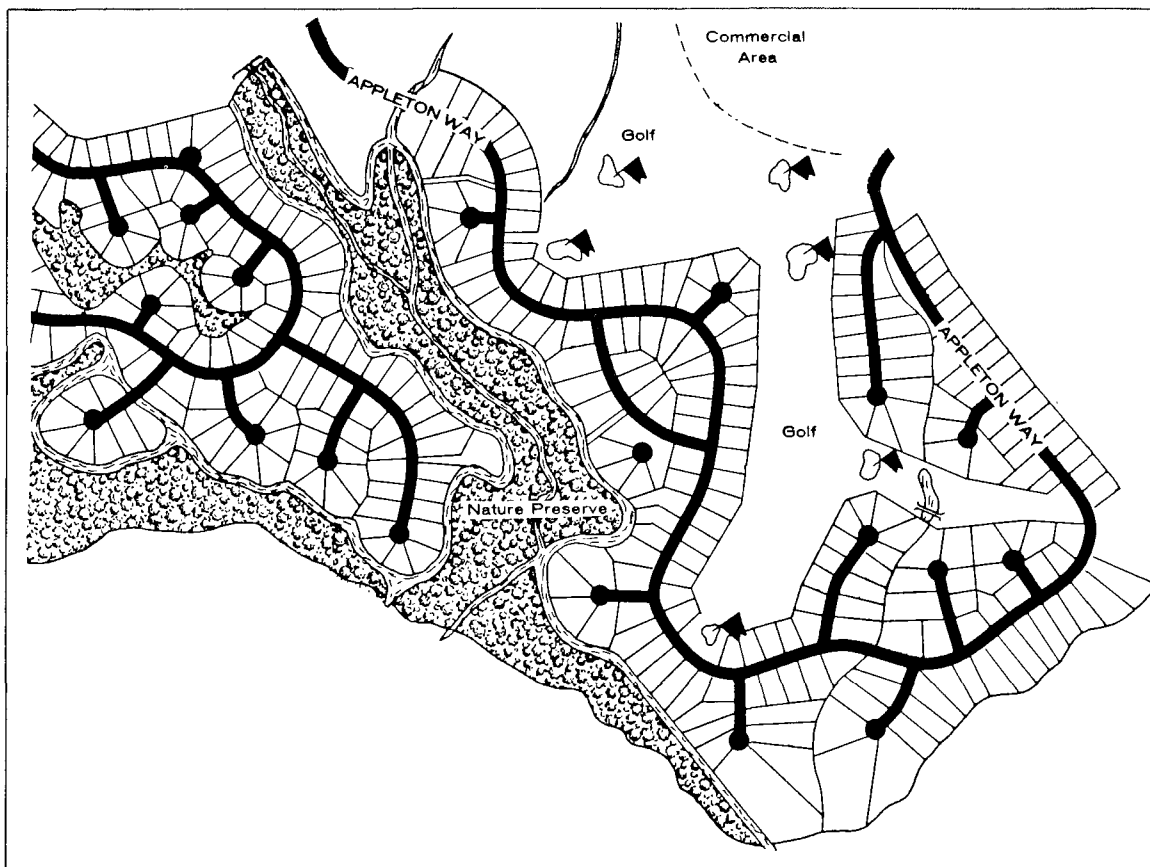 Commercial
Area
APPLETON WAY
Golf
APPLETON WAY
Golf
Nature Preserve